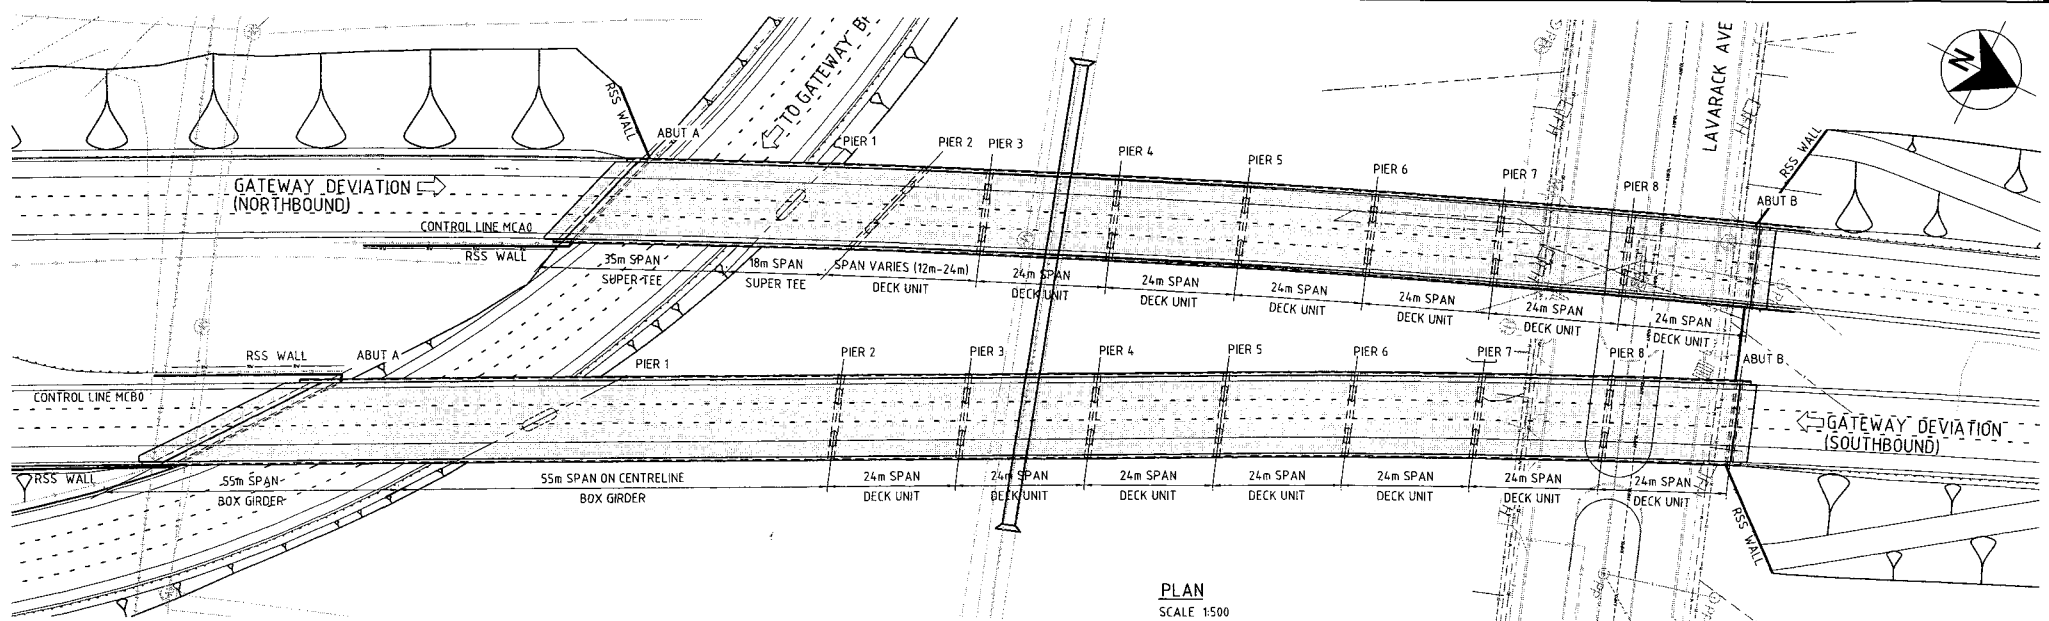 N
LAVARACK AVE
TO GATEWAY
RSS WALL
ABUT A
PIER 1
PIER 2
PIER 3
PIER 4
PIER 5
PIER 6
PIER 7
PIER 8
ABUT B
RSS WALL
GATEWAY DEVIATION
(NORTHBOUND)
CONTROL LINE MCA0
RSS WALL
35m SPAN
SUPER TEE
18m SPAN
SUPER TEE
SPAN VARIES (12m-24m)
DECK UNIT
24m SPAN
DECK UNIT
24m SPAN
DECK UNIT
24m SPAN
DECK UNIT
24m SPAN
DECK UNIT
24m SPAN
DECK UNIT
24m SPAN
DECK UNIT
RSS WALL
ABUT A
PIER 1
PIER 2
PIER 3
PIER 4
PIER 5
PIER 6
PIER 7
PIER 8
ABUT B
CONTROL LINE MCB0
GATEWAY DEVIATION
(SOUTHBOUND)
RSS WALL
55m SPAN
BOX GIRDER
55m SPAN ON CENTRELINE
BOX GIRDER
24m SPAN
DECK UNIT
24m SPAN
DECK UNIT
24m SPAN
DECK UNIT
24m SPAN
DECK UNIT
24m SPAN
DECK UNIT
24m SPAN
DECK UNIT
24m SPAN
DECK UNIT
RSS WALL
PLAN
SCALE 1:500